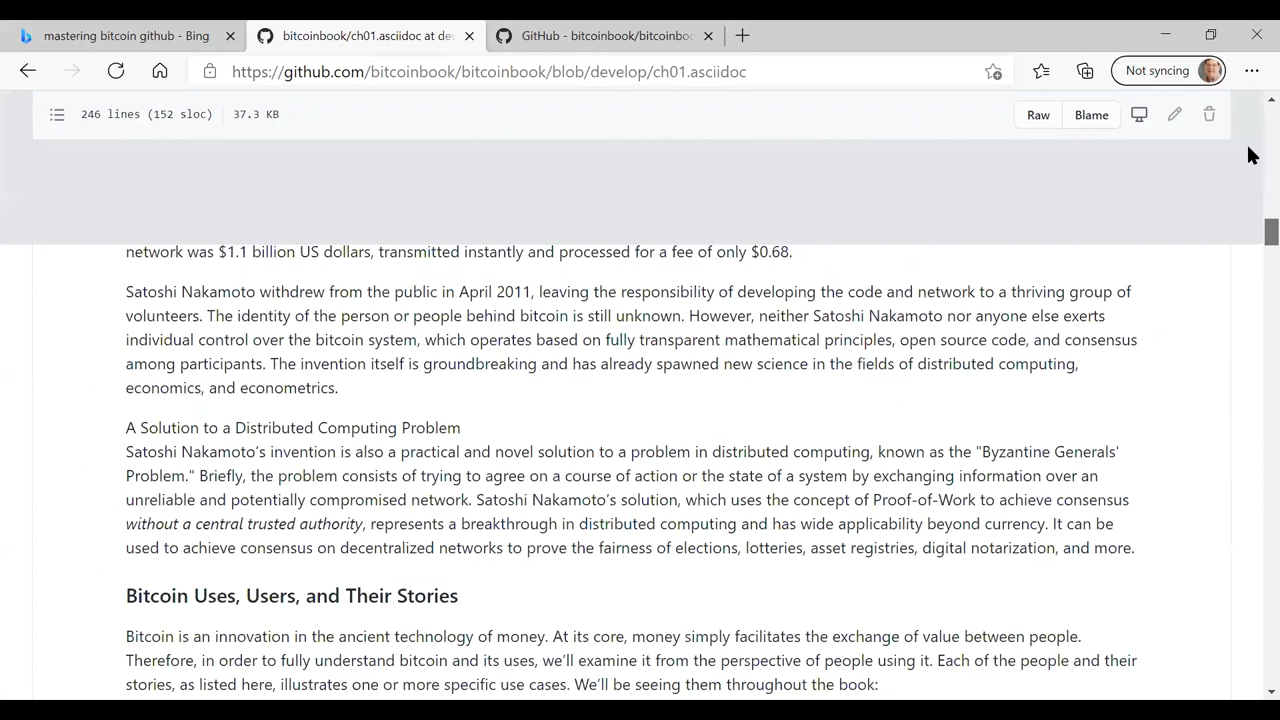 mastering bitcoin github - Bing
bitcoinbook/ch01.asciidoc at de
GitHub - bitcoinbook/bitcoinbo
https://github.com/bitcoinbook/bitcoinbook/blob/develop/ch01.asciidoc
Not syncing
246 lines (152 sloc)
37.3 KB
Raw
Blame
network was $1.1 billion US dollars, transmitted instantly and processed for a fee of only $0.68.
Satoshi Nakamoto withdrew from the public in April 2011, leaving the responsibility of developing the code and network to a thriving group of
volunteers. The identity of the person or people behind bitcoin is still unknown. However, neither Satoshi Nakamoto nor anyone else exerts
individual control over the bitcoin system, which operates based on fully transparent mathematical principles, open source code, and consensus
among participants. The invention itself is groundbreaking and has already spawned new science in the fields of distributed computing,
economics, and econometrics.
A Solution to a Distributed Computing Problem
Satoshi Nakamoto's invention is also a practical and novel solution to a problem in distributed computing, known as the "Byzantine Generals'
Problem." Briefly, the problem consists of trying to agree on a course of action or the state of a system by exchanging information over an
unreliable and potentially compromised network. Satoshi Nakamoto's solution, which uses the concept of Proof-of-Work to achieve consensus
without a central trusted authority, represents a breakthrough in distributed computing and has wide applicability beyond currency. It can be
used to achieve consensus on decentralized networks to prove the fairness of elections, lotteries, asset registries, digital notarization, and more.
Bitcoin Uses, Users, and Their Stories
Bitcoin is an innovation in the ancient technology of money. At its core, money simply facilitates the exchange of value between people.
Therefore, in order to fully understand bitcoin and its uses, we'll examine it from the perspective of people using it. Each of the people and their
stories, as listed here, illustrates one or more specific use cases. We'll be seeing them throughout the book: